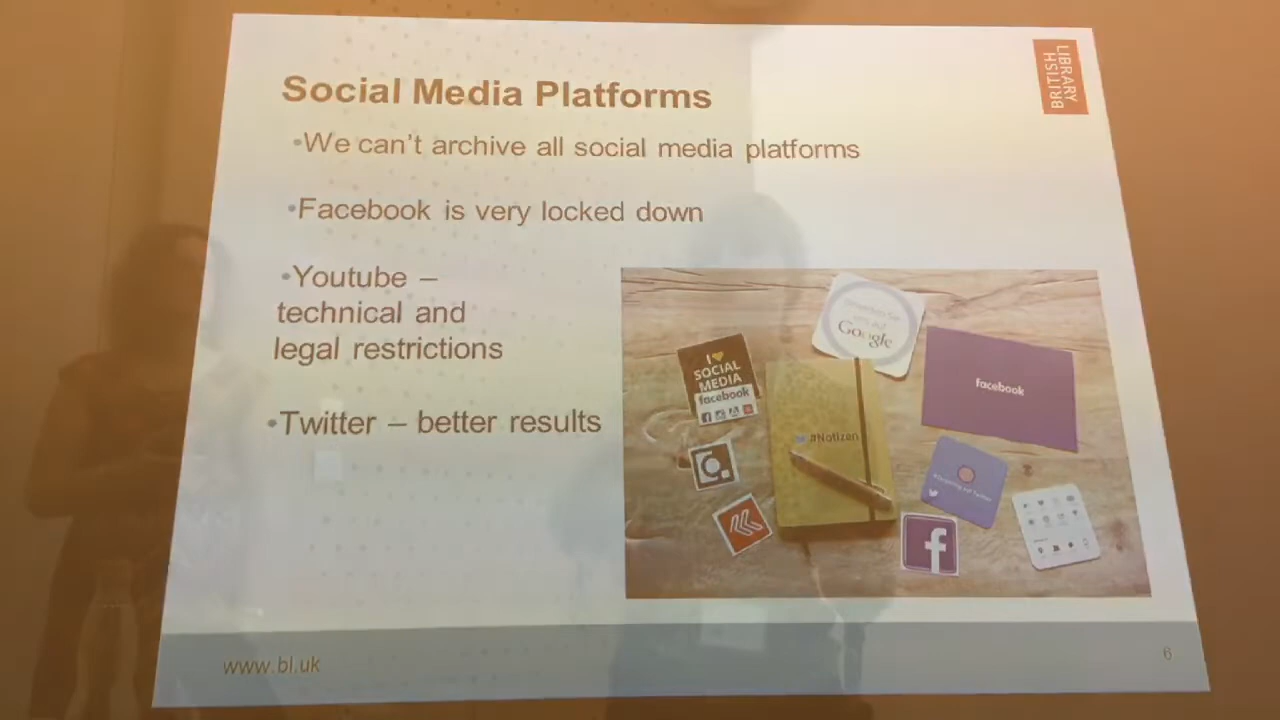 Social Media Platforms
LIBRARY
BRITISH
•We can't archive all social media platforms
•Facebook is very locked down
•Youtube –
technical and
legal restrictions
•Twitter – better results
Google
I
SOCIAL
MEDIA
facebook
facebook
#Notizen
www.bl.uk
6